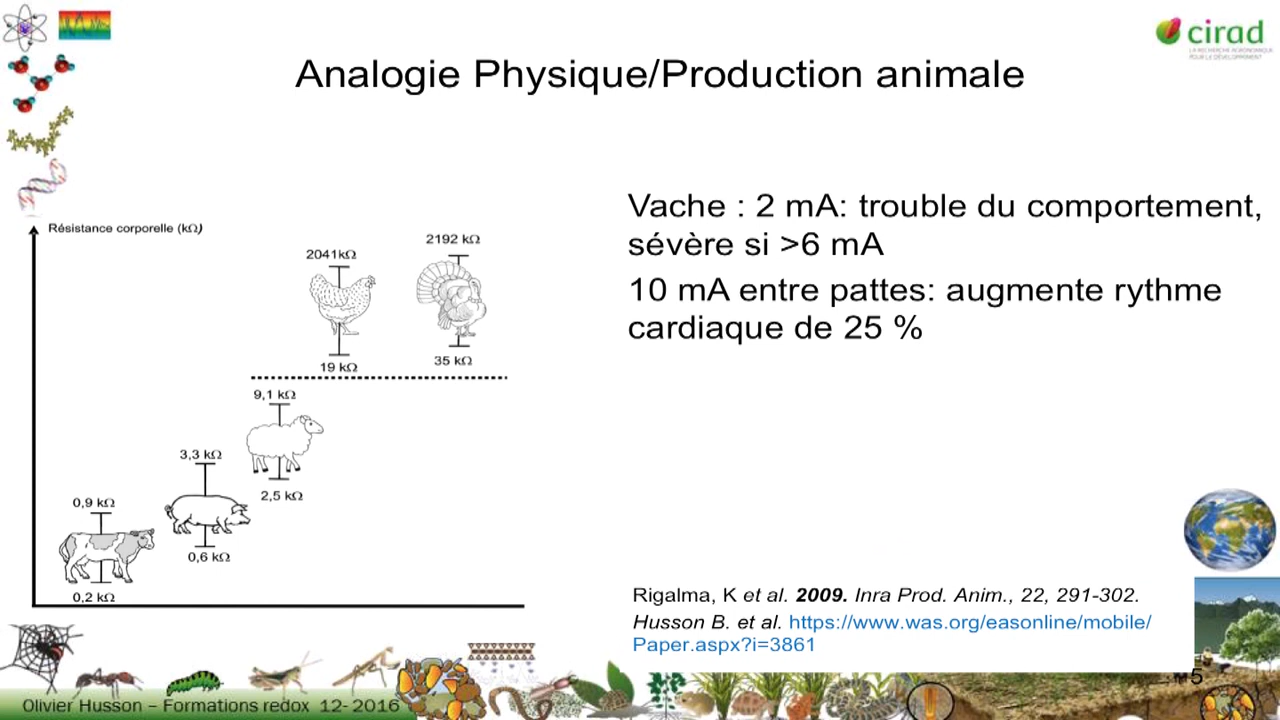 cirad
LA RECHERCHE AGRONOMIQUE
POUR LE DÉVELOPPEMENT
Analogie Physique/Production animale
Résistance corporelle (kΩ)
2041kΩ
2192 kΩ
19 kΩ
35 kΩ
9,1 kΩ
2,5 kΩ
3,3 kΩ
0,6 kΩ
0,9 kΩ
0,2 kΩ
Vache : 2 mA: trouble du comportement,
sévère si >6 mA
10 mA entre pattes: augmente rythme
cardiaque de 25 %
Rigalma, K et al. 2009. Inra Prod. Anim., 22, 291-302.
Husson B. et al. https://www.was.org/easonline/mobile/
Paper.aspx?i=3861
Olivier Husson – Formations redox 12- 2016
5